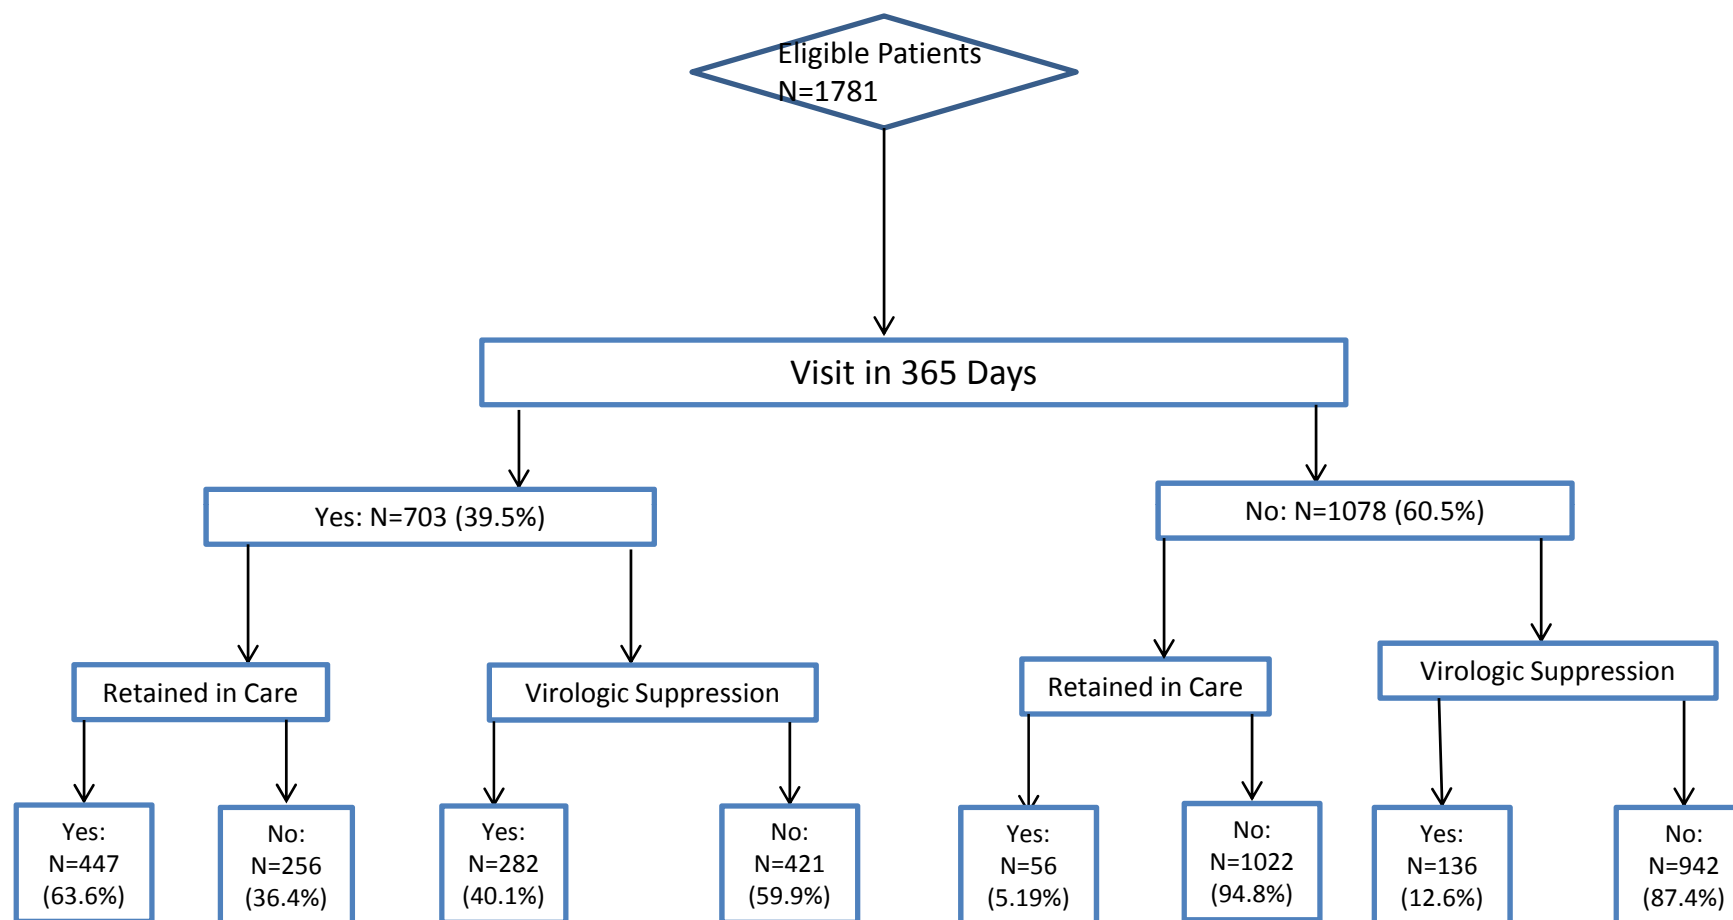 Eligible Patients
N=1781
Visit in 365 Days
Yes: N=703 (39.5%)
No: N=1078 (60.5%)
Retained in Care
Virologic Suppression
Retained in Care
Virologic Suppression
Yes:
N=447
(63.6%)
No:
N=256
(36.4%)
Yes:
N=282
(40.1%)
No:
N=421
(59.9%)
Yes:
N=56
(5.19%)
No:
N=1022
(94.8%)
Yes:
N=136
(12.6%)
No:
N=942
(87.4%)